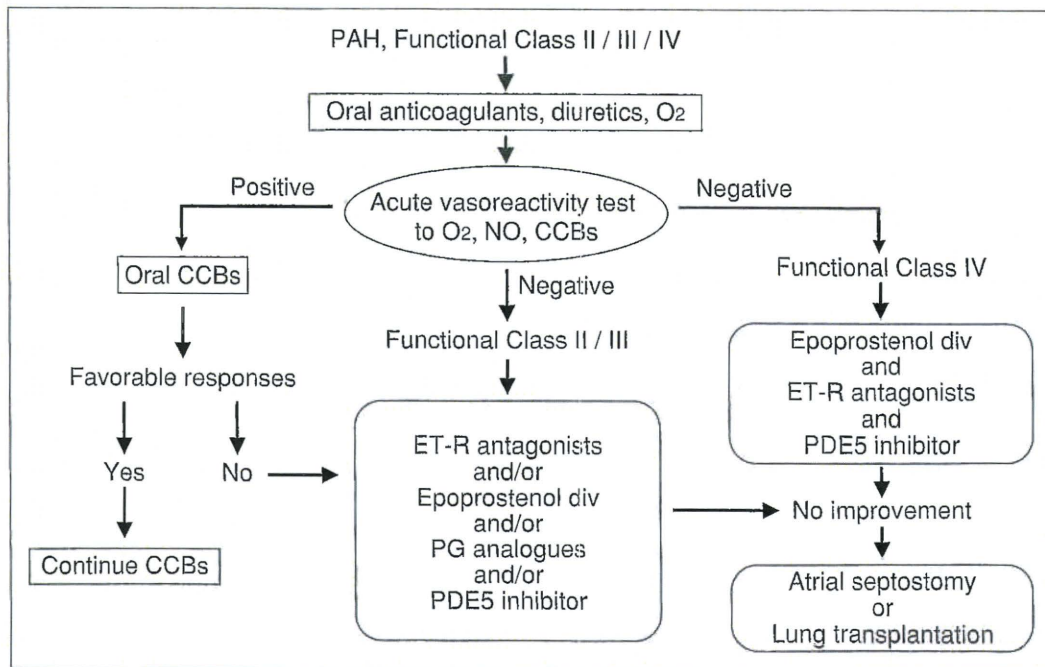 PAH, Functional Class II / III / IV
Oral anticoagulants, diuretics, O2
Positive
Acute vasoreactivity test
to O2, NO, CCBs
Negative
Oral CCBs
Negative
Functional Class IV
Functional Class II / III
Favorable responses
Epoprostenol div
and
ET-R antagonists
and
PDE5 inhibitor
Yes
No
ET-R antagonists
and/or
Epoprostenol div
and/or
PG analogues
and/or
PDE5 inhibitor
No improvement
Continue CCBs
Atrial septostomy
or
Lung transplantation